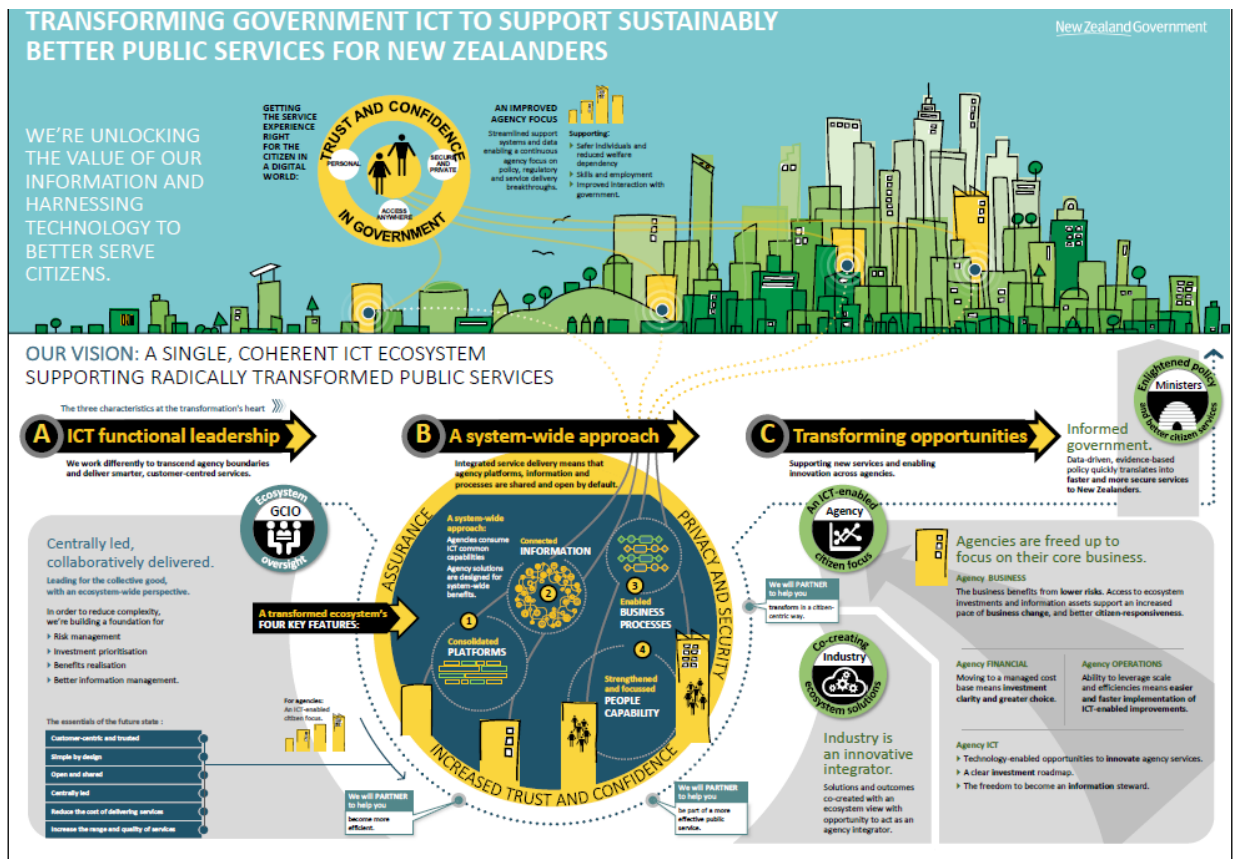 TRANSFORMING GOVERNMENT ICT TO SUPPORT SUSTAINABLY
BETTER PUBLIC SERVICES FOR NEW ZEALANDERS
New Zealand Government
WE'RE UNLOCKING
THE VALUE OF OUR
INFORMATION AND
HARNESSING
TECHNOLOGY TO
BETTER SERVE
CITIZENS.
GETTING
THE SERVICE
EXPERIENCE
RIGHT
FOR THE
CITIZEN IN
A DIGITAL
WORLD:
TRUST AND CONFIDENCE
IN GOVERNMENT
PERSONAL
SECURE
AND
PRIVATE
ACCESS
ANYWHERE
AN IMPROVED
AGENCY FOCUS
Streamlined support
systems and data
enabling a continuous
agency focus on
policy, regulatory
and service delivery
breakthroughs.
Supporting:
Safer individuals and
reduced welfare
dependency
Skills and employment
Improved interaction with
government.
OUR VISION: A SINGLE, COHERENT ICT ECOSYSTEM
SUPPORTING RADICALLY TRANSFORMED PUBLIC SERVICES
The three characteristics at the transformation's heart
A ICT functional leadership
We work differently to transcend agency boundaries
and deliver smarter, customer-centred services.
Ecosystem
GCIO
oversight
Centrally led,
collaboratively delivered.
Leading for the collective good,
with an ecosystem-wide perspective.
In order to reduce complexity,
we're building a foundation for
Risk management
Investment prioritisation
Benefits realisation
Better information management.
The essentials of the future state :
Customer-centric and trusted
Simple by design
Open and shared
Centrally led
Reduce the cost of delivering services
Increase the range and quality of services
B A system-wide approach
Integrated service delivery means that
agency platforms, information and
processes are shared and open by default.
A transformed ecosystem's
FOUR KEY FEATURES:
For agencies:
An ICT-enabled
citizen focus.
ASSURANCE
PRIVACY AND SECURITY
INCREASED TRUST AND CONFIDENCE
A system-wide
approach:
Agencies consume
ICT common
capabilities
Agency solutions
are designed for
system-wide
benefits.
1
Consolidated
PLATFORMS
Connected
INFORMATION
2
3
Enabled
BUSINESS
PROCESSES
4
Strengthened
and focussed
PEOPLE
CAPABILITY
We will PARTNER
to help you
become more
efficient.
We will PARTNER
to help you
be part of a more
effective public
service.
We will PARTNER
to help you
transform in a citizen-
centric way.
C Transforming opportunities
Supporting new services and enabling
innovation across agencies.
An ICT-enabled
Agency
citizen focus
Co-creating
Industry
ecosystem solutions
Industry is
an innovative
integrator.
Solutions and outcomes
co-created with an
ecosystem view with
opportunity to act as an
agency integrator.
Enlightened policy
Ministers
and better citizen services
Informed
government.
Data-driven, evidence-based
policy quickly translates into
faster and more secure services
to New Zealanders.
Agencies are freed up to
focus on their core business.
Agency BUSINESS
The business benefits from lower risks. Access to ecosystem
investments and information assets support an increased
pace of business change, and better citizen-responsiveness.
Agency FINANCIAL
Moving to a managed cost
base means investment
clarity and greater choice.
Agency OPERATIONS
Ability to leverage scale
and efficiencies means easier
and faster implementation of
ICT-enabled improvements.
Agency ICT
Technology-enabled opportunities to innovate agency services.
A clear investment roadmap.
The freedom to become an information steward.